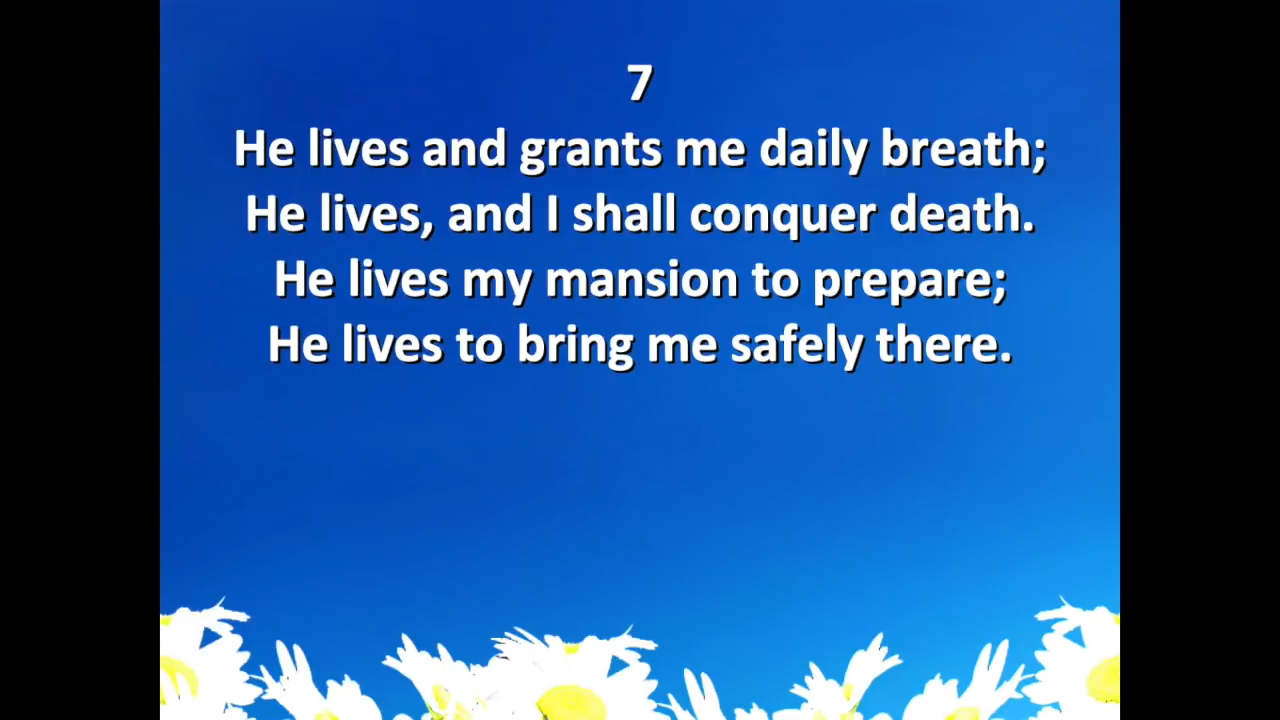 7
He lives and grants me daily breath;
He lives, and I shall conquer death.
He lives my mansion to prepare;
He lives to bring me safely there.